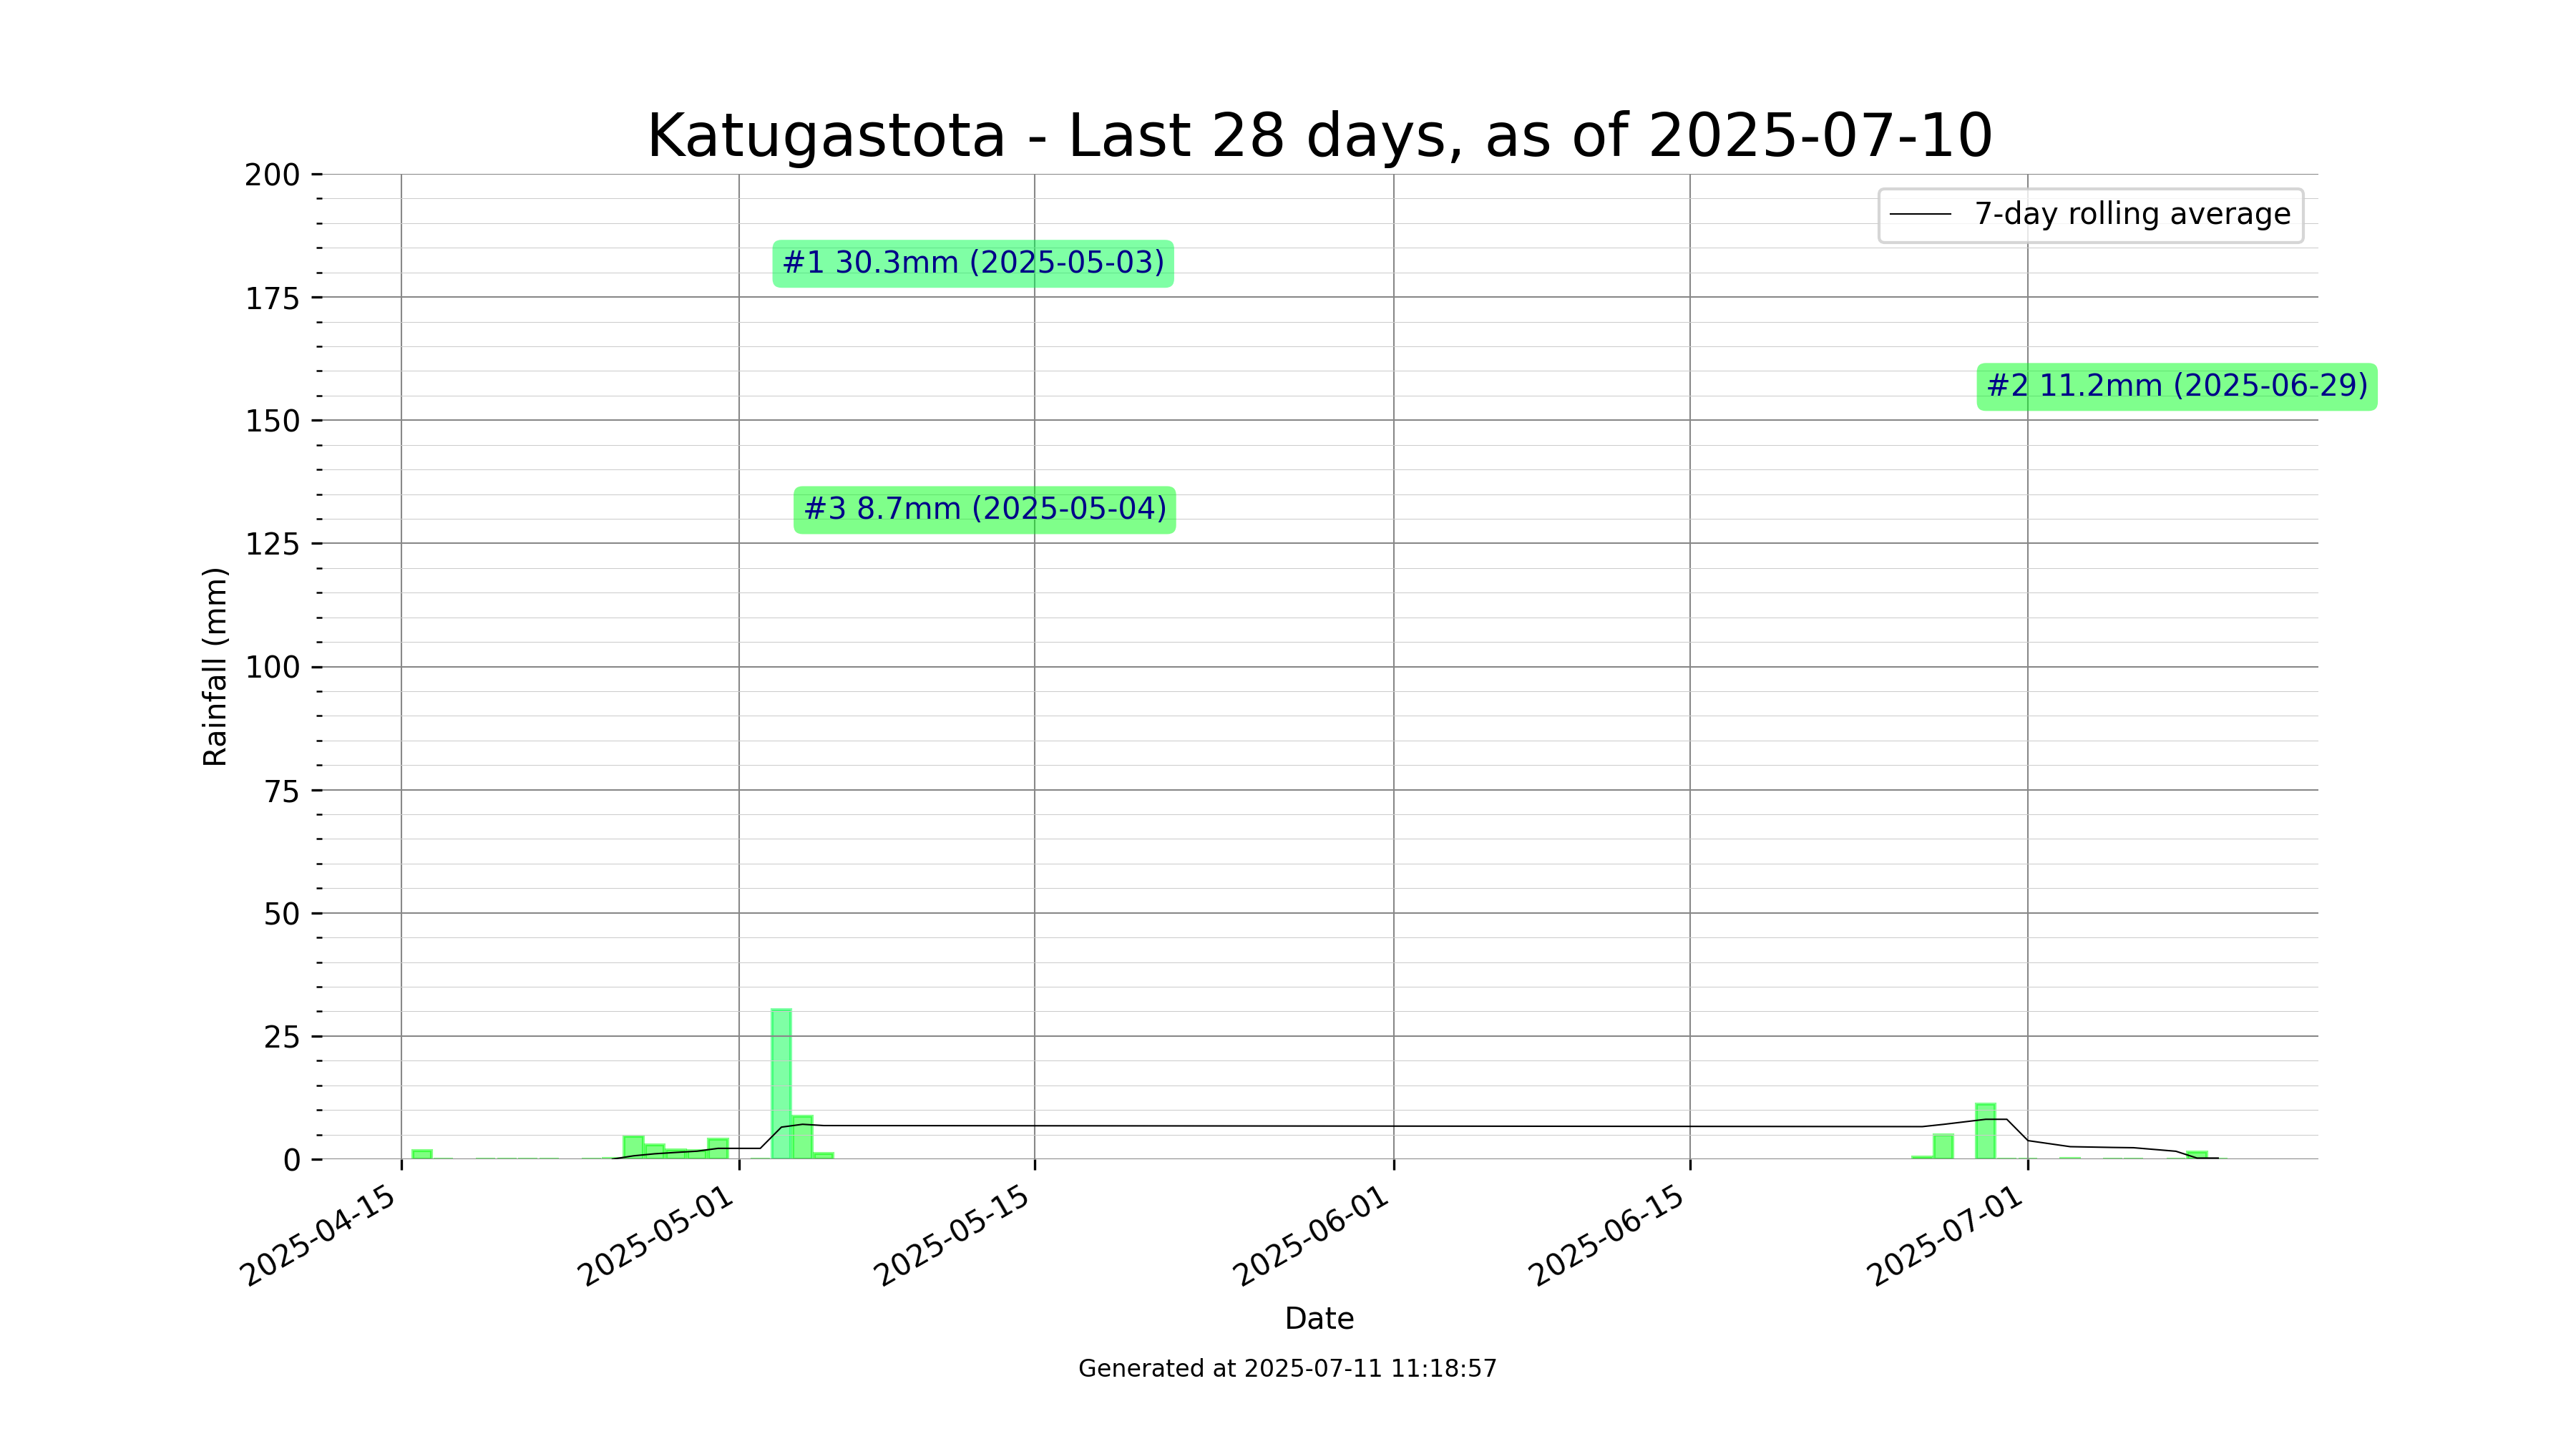 Katugastota - Last 28 days, as of 2025-07-10
200
175
150
125
100
75
50
25
0
Rainfall (mm)
7-day rolling average
#1 30.3mm (2025-05-03)
#2 11.2mm (2025-06-29)
#3 8.7mm (2025-05-04)
2025-04-15
2025-05-01
2025-05-15
2025-06-01
2025-06-15
2025-07-01
Date
Generated at 2025-07-11 11:18:57